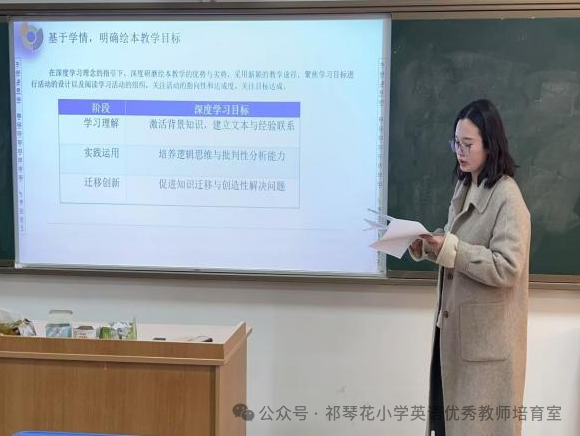 基于学情，明确绘本教学目标
在深度学习理念的指引下，深度研磨绘本教学的优势与实施，采用崭新的教学途径，聚焦学习目标进
行活动的设计以及阅读学习活动的组织，关注活动的指向性和达成度，关注目标达成。
阶段 深度学习目标
学习理解 激活背景知识，建立文本与经验联系
实践运用 培养逻辑思维与批判性分析能力
迁移创新 促进知识迁移与创造性解决问题
公众号·祁琴花小学英语优秀教师培育室